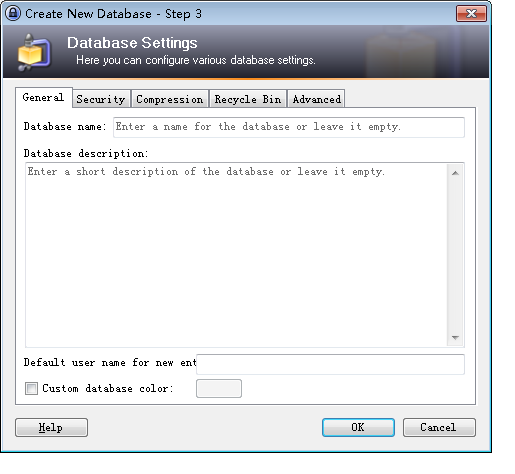 Create New Database - Step 3
Database Settings
Here you can configure various database settings.
General Security Compression Recycle Bin Advanced
Database name: Enter a name for the database or leave it empty.
Database description:
Enter a short description of the database or leave it empty.
Default user name for new ent
Custom database color:
Help OK Cancel